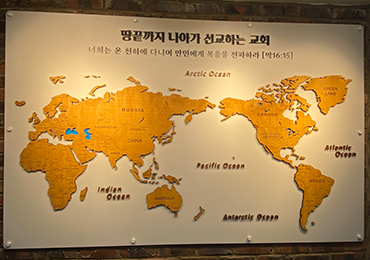 땅끝까지 나아가 선교하는 교회
너희는 온 천하에 다니며 만민에게 복음을 전파하라 [막16:15]
Arctic Ocean
RUSSIA
CANADA
CHINA
Pacific Ocean
Atlantic Ocean
Indian Ocean
BRAZIL
AUSTRALIA
Antarctic Ocean